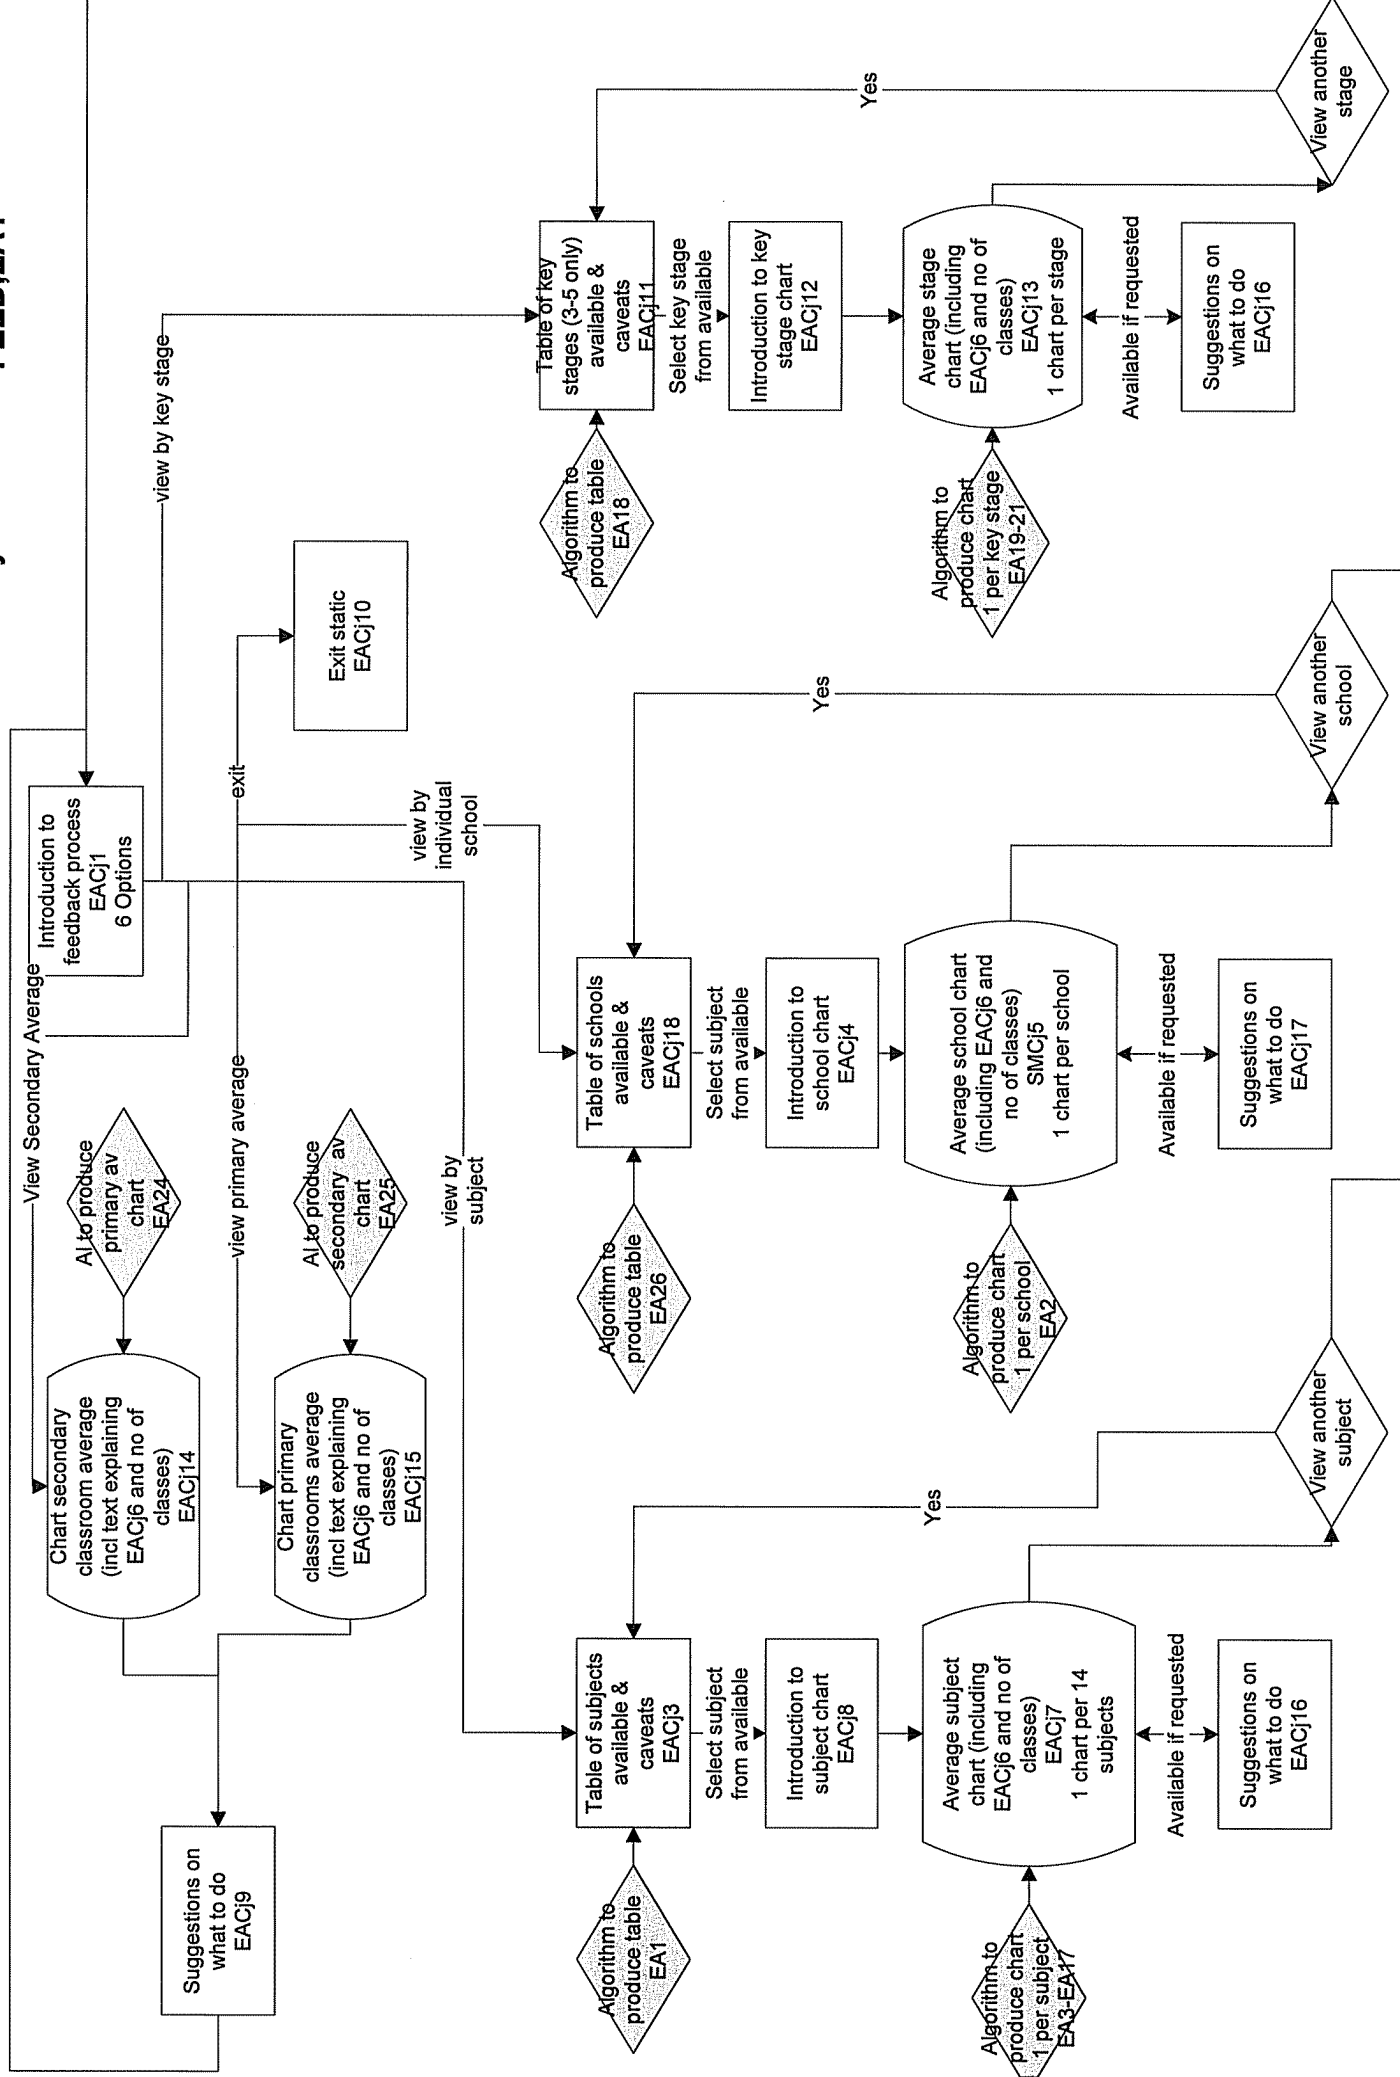 Introduction to
feedback process
EACj1
6 Options
View Secondary Average
view by key stage
exit
view primary average
view by
individual
school
view by
subject
Exit static
EACj10
Al to produce
primary av
chart
EA24
Al to produce
secondary av
chart
EA25
Chart secondary
classroom average
(incl text explaining
EACj6 and no of
classes)
EACj14
Chart primary
classrooms average
(incl text explaining
EACj6 and no of
classes)
EACj15
Suggestions on
what to do
EACj9
Algorithm to
produce table
EA1
Table of subjects
available &
caveats
EACj3
Select subject
from available
Introduction to
subject chart
EACj8
Algorithm to
produce chart
1 per subject
EA3-EA17
Average subject
chart (including
EACj6 and no of
classes)
EACj7
1 chart per 14
subjects
Available if requested
Suggestions on
what to do
EACj16
Yes
View another
subject
Algorithm to
produce table
EA26
Table of schools
available &
caveats
EACj18
Select subject
from available
Introduction to
school chart
EACj4
Algorithm to
produce chart
1 per school
EA2
Average school chart
(including EACj6 and
no of classes)
SMCj5
1 chart per school
Available if requested
Suggestions on
what to do
EACj17
Yes
View another
school
Algorithm to
produce table
EA18
Table of key
stages (3-5 only)
available &
caveats
EACj11
Select key stage
from available
Introduction to key
stage chart
EACj12
Algorithm to
produce chart
1 per key stage
EA19-21
Average stage
chart (including
EACj6 and no of
classes)
EACj13
1 chart per stage
Available if requested
Suggestions on
what to do
EACj16
Yes
View another
stage